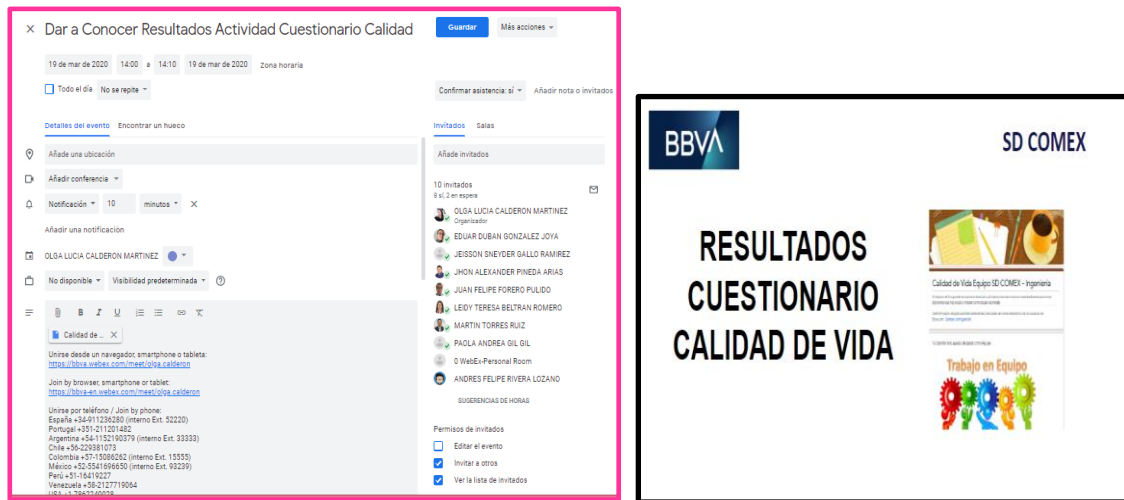 Dar a Conocer Resultados Actividad Cuestionario Calidad
Guardar
Más acciones
19 de mar de 2020 14:00 a 14:10 19 de mar de 2020 Zona horaria
Todo el día No se repite
Confirmar asistencia: sí Añadir nota o invitados
Detalles del evento Encontrar un hueco
Añade una ubicación
Añadir conferencia
Notificación 10 minutos
Añadir una notificación
OLGA LUCIA CALDERON MARTINEZ
No disponible Visibilidad predeterminada
B I U
Calidad de ...
Unirse desde un navegador, smartphone o tableta:
https://bbva.webex.com/meet/olga.calderon
Join by browser, smartphone or tablet:
https://bbva-en.webex.com/meet/olga.calderon
Unirse por teléfono / Join by phone:
España +34-911236280 (interno Ext. 52220)
Portugal +351-211201482
Argentina +54-1152190379 (interno Ext. 33333)
Chile +56-229381073
Colombia +57-15086262 (interno Ext. 15555)
México +52-5541696650 (interno Ext. 93239)
Perú +51-16419227
Venezuela +58-2127719064
USA +1-7862240028
Invitados Salas
Añade invitados
10 invitados
8 sí, 2 en espera
OLGA LUCIA CALDERON MARTINEZ
Organizador
EDUAR DUBAN GONZALEZ JOYA
JEISSON SNEYDER GALLO RAMIREZ
JHON ALEXANDER PINEDA ARIAS
JUAN FELIPE FORERO PULIDO
LEIDY TERESA BELTRAN ROMERO
MARTIN TORRES RUIZ
PAOLA ANDREA GIL GIL
0 WebEx-Personal Room
ANDRES FELIPE RIVERA LOZANO
SUGERENCIAS DE HORAS
Permisos de invitados
Editar el evento
Invitar a otros
Ver la lista de invitados
BBVA
SD COMEX
RESULTADOS
CUESTIONARIO
CALIDAD DE VIDA
Calidad de Vida Equipo SD COMEX - Ingeniería
Trabajo en Equipo